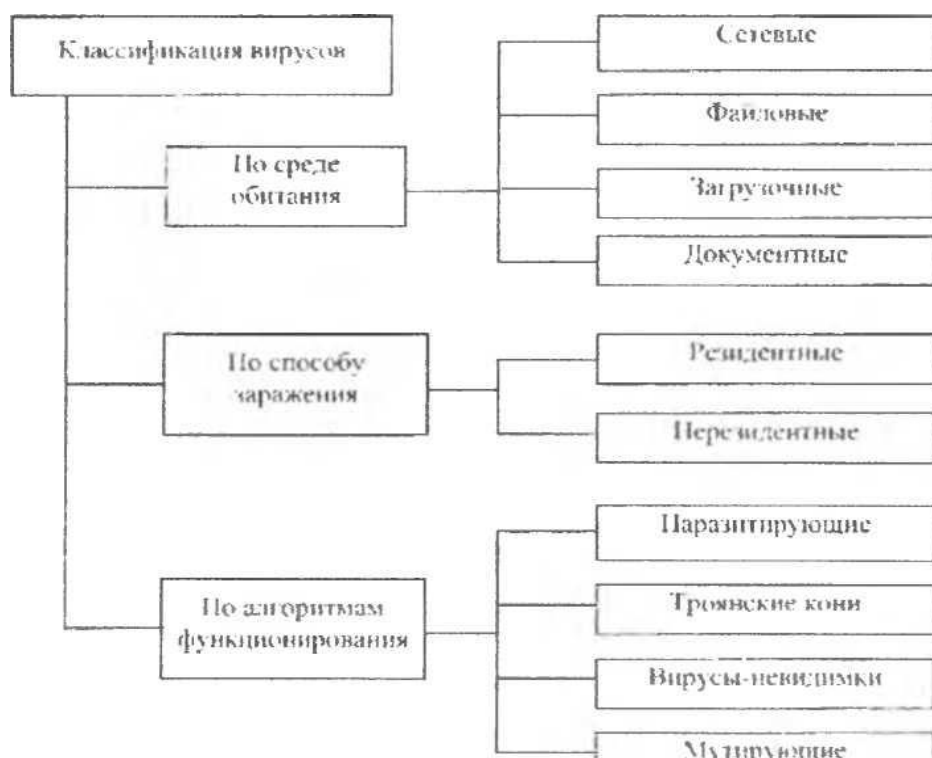 Классификация вирусов
По среде
обитания
Сетевые
Файловые
Загрузочные
Документные
По способу
заражения
Резидентные
Нерезидентные
По алгоритмам
функционирования
Паразитирующие
Троянские кони
Вирусы-невидимки
Мутирующие